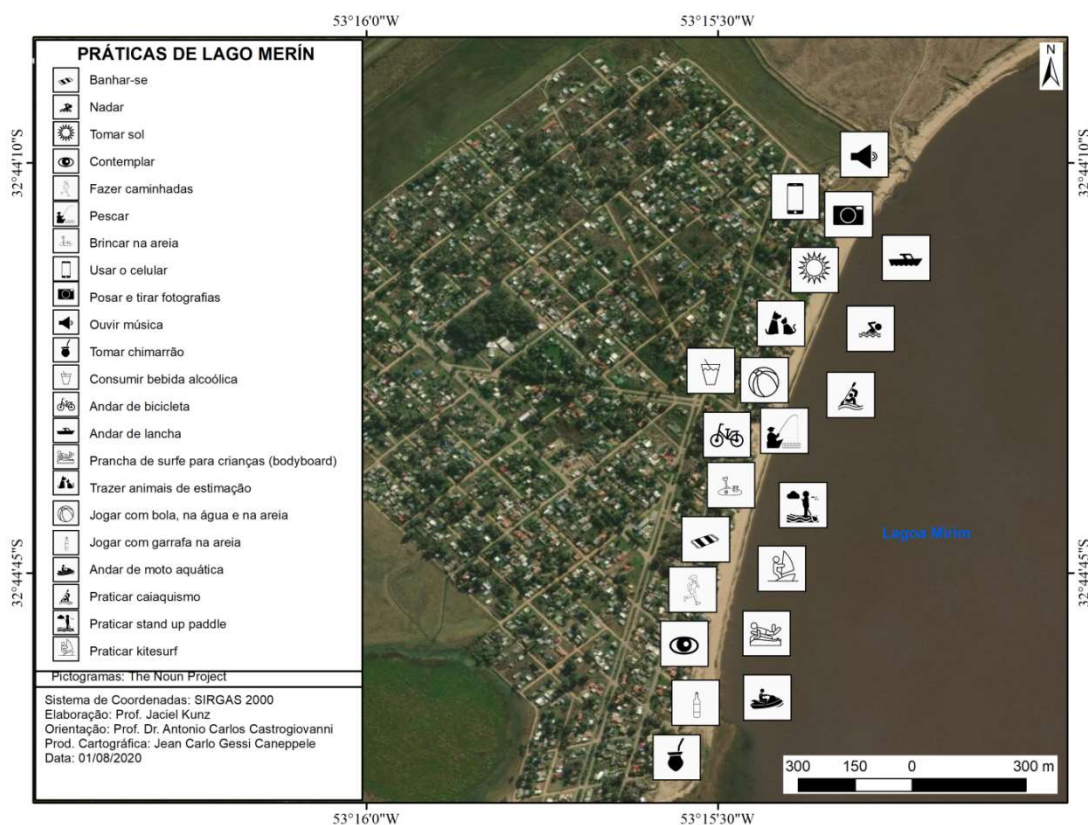 53°16'0"W
53°15'30"W
PRÁTICAS DE LAGO MERÍN
Banhar-se
Nadar
Tomar sol
Contemplar
Fazer caminhadas
Pescar
Brincar na areia
Usar o celular
Posar e tirar fotografias
Ouvir música
Tomar chimarrão
Consumir bebida alcoólica
Andar de bicicleta
Andar de lancha
Prancha de surfe para crianças (bodyboard)
Trazer animais de estimação
Jogar com bola, na água e na areia
Jogar com garrafa na areia
Andar de moto aquática
Praticar caiaquismo
Praticar stand up paddle
Praticar kitesurf
Pictogramas: The Noun Project
Sistema de Coordenadas: SIRGAS 2000
Elaboração: Prof. Jaciel Kunz
Orientação: Prof. Dr. Antonio Carlos Castrogiovanni
Prod. Cartográfica: Jean Carlo Gessi Caneppele
Data: 01/08/2020
N
32°44'10"S
32°44'10"S
Lagoa Mirim
32°44'45"S
32°44'45"S
300 150 0 300 m
53°16'0"W
53°15'30"W